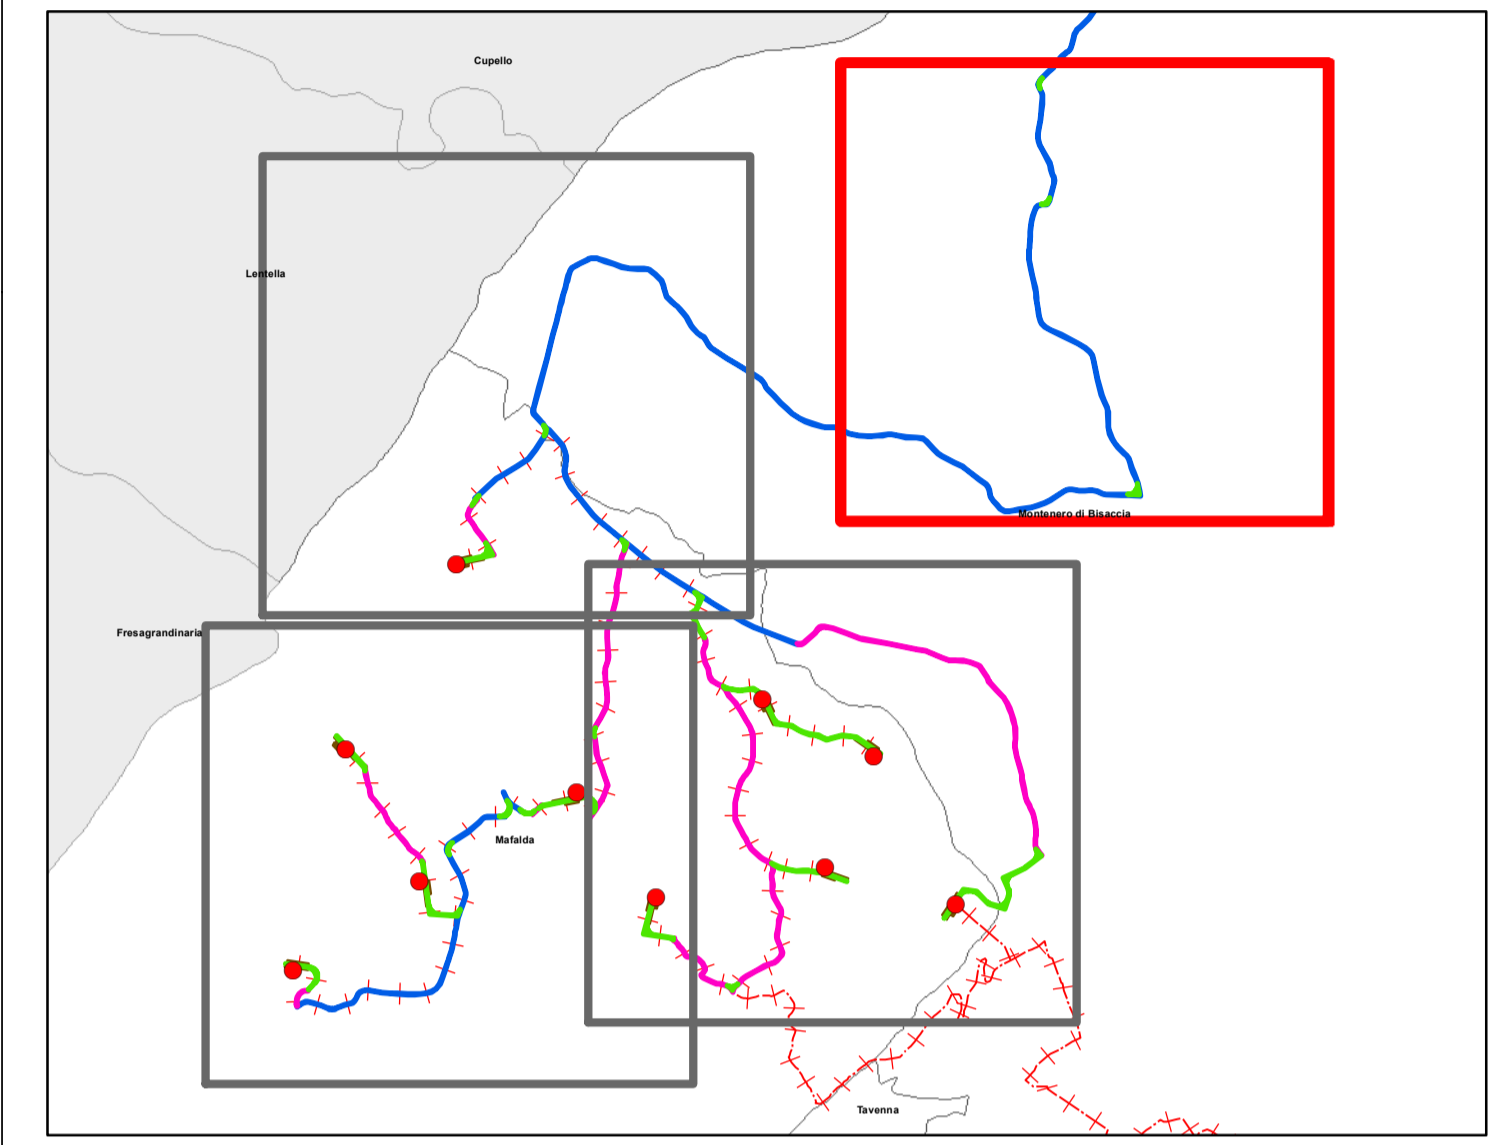 Cupello
Lentella
Montenero di Bisaccia
Fresagrandinaria
Mafalda
Tavenna